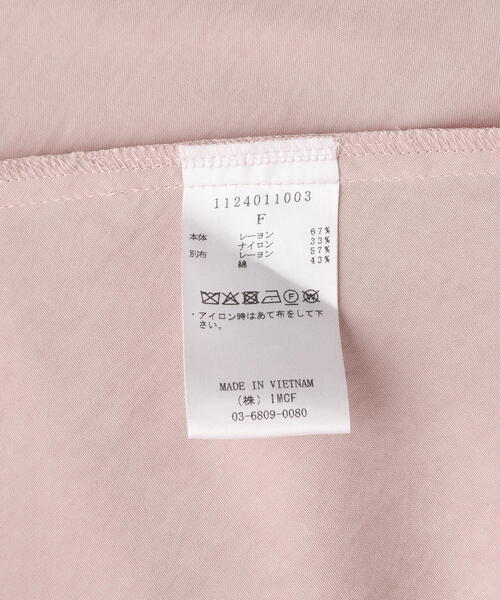 1124011003
F
本体 レーヨン 67%
ナイロン 33%
別布 レーヨン 57%
綿 43%
F W
*アイロン時はあて布をして下
さい。
MADE IN VIETNAM
(株) IMCF
03-6809-0080